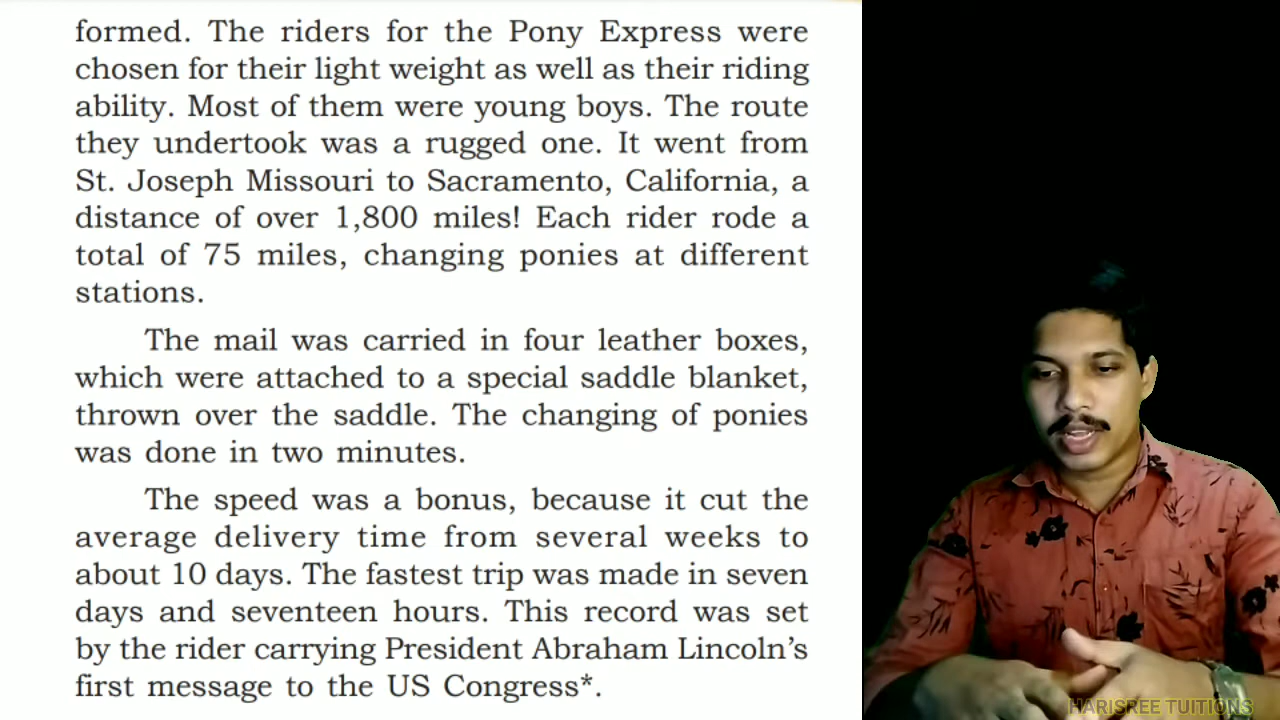 formed. The riders for the Pony Express were
chosen for their light weight as well as their riding
ability. Most of them were young boys. The route
they undertook was a rugged one. It went from
St. Joseph Missouri to Sacramento, California, a
distance of over 1,800 miles! Each rider rode a
total of 75 miles, changing ponies at different
stations.
The mail was carried in four leather boxes,
which were attached to a special saddle blanket,
thrown over the saddle. The changing of ponies
was done in two minutes.
The speed was a bonus, because it cut the
average delivery time from several weeks to
about 10 days. The fastest trip was made in seven
days and seventeen hours. This record was set
by the rider carrying President Abraham Lincoln's
first message to the US Congress*.
HARISREE TUITIONS